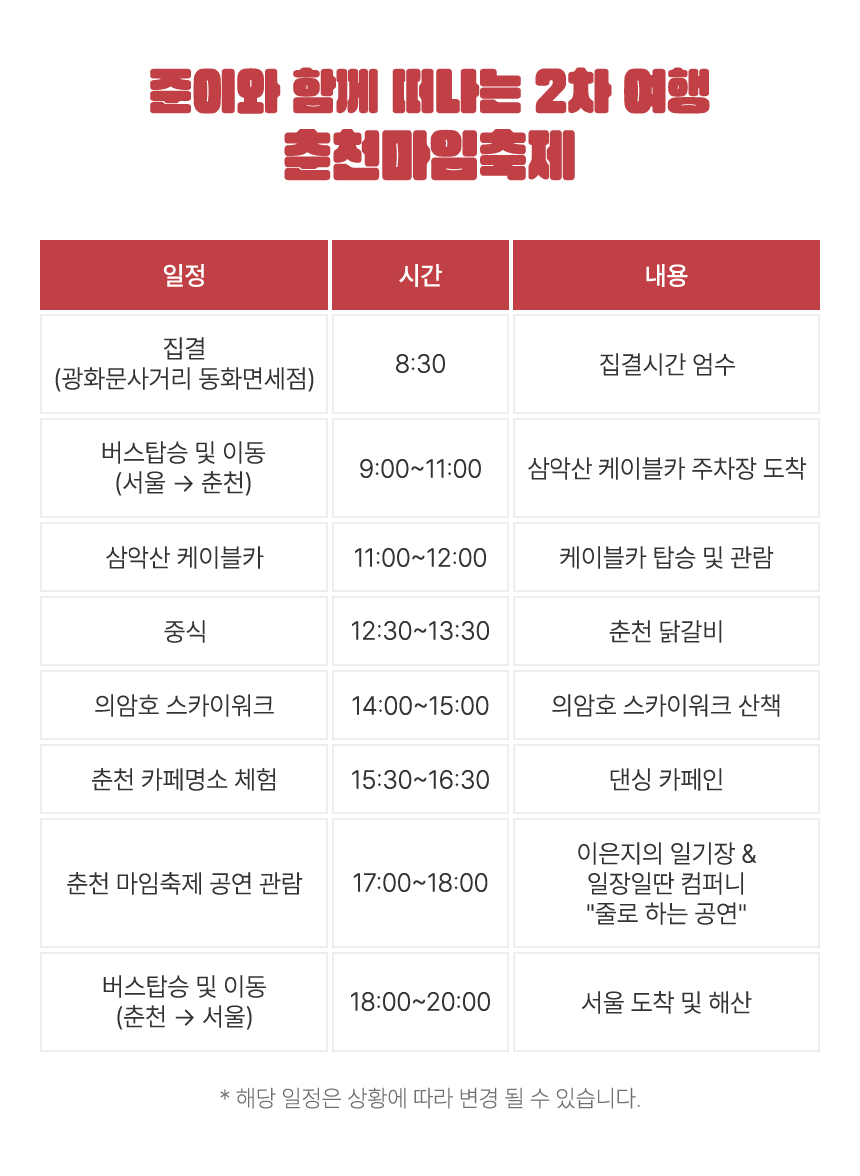 준이와 함께 떠나는 2차 여행
춘천마임축제
일정 시간 내용
집결
(광화문사거리 동화면세점)
8:30
집결시간 엄수
버스탑승 및 이동
(서울 → 춘천)
9:00~11:00
삼악산 케이블카 주차장 도착
삼악산 케이블카
11:00~12:00
케이블카 탑승 및 관람
중식
12:30~13:30
춘천 닭갈비
의암호 스카이워크
14:00~15:00
의암호 스카이워크 산책
춘천 카페명소 체험
15:30~16:30
댄싱 카페인
춘천 마임축제 공연 관람
17:00~18:00
이은지의 일기장 &
일장일딴 컴퍼니
"줄로 하는 공연"
버스탑승 및 이동
(춘천 → 서울)
18:00~20:00
서울 도착 및 해산
* 해당 일정은 상황에 따라 변경 될 수 있습니다.